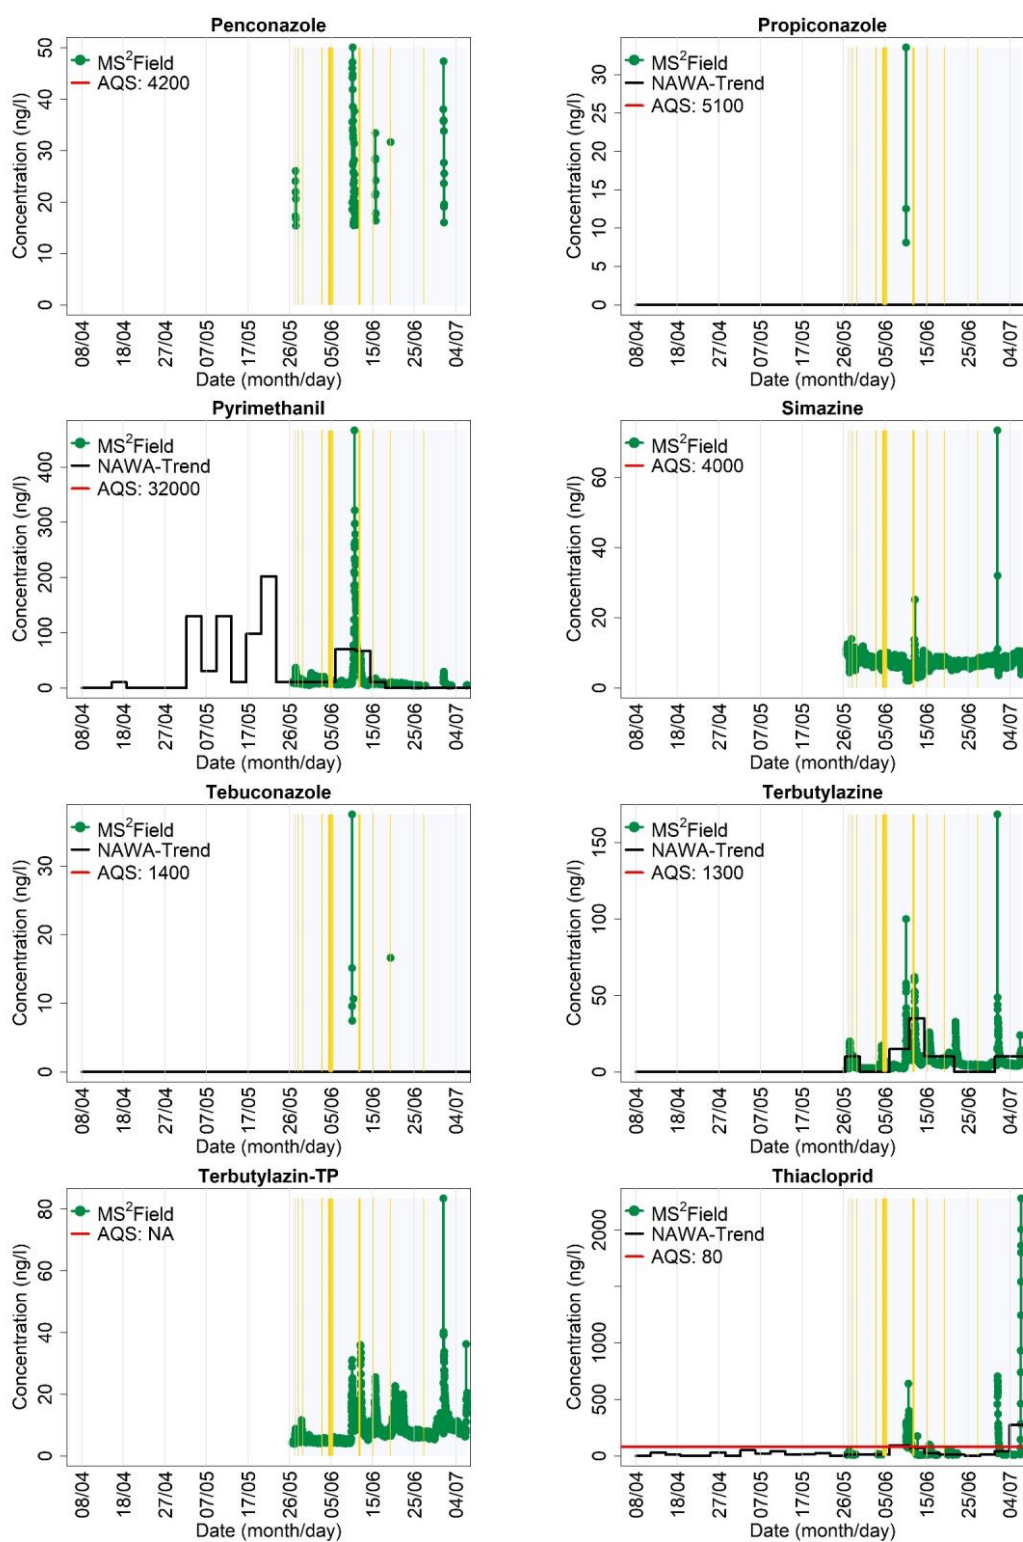 Penconazole
Concentration (ng/l)
0 10 20 30 40 50
MS²Field
AQS: 4200
08/04 18/04 27/04 07/05 17/05 26/05 05/06 15/06 25/06 04/07
Date (month/day)
Propiconazole
Concentration (ng/l)
0 5 10 15 20 25 30
MS²Field
NAWA-Trend
AQS: 5100
08/04 18/04 27/04 07/05 17/05 26/05 05/06 15/06 25/06 04/07
Date (month/day)
Pyrimethanil
Concentration (ng/l)
0 100 200 300 400
MS²Field
NAWA-Trend
AQS: 32000
08/04 18/04 27/04 07/05 17/05 26/05 05/06 15/06 25/06 04/07
Date (month/day)
Simazine
Concentration (ng/l)
0 20 40 60
MS²Field
AQS: 4000
08/04 18/04 27/04 07/05 17/05 26/05 05/06 15/06 25/06 04/07
Date (month/day)
Tebuconazole
Concentration (ng/l)
0 10 20 30
MS²Field
NAWA-Trend
AQS: 1400
08/04 18/04 27/04 07/05 17/05 26/05 05/06 15/06 25/06 04/07
Date (month/day)
Terbutylazine
Concentration (ng/l)
0 50 100 150
MS²Field
NAWA-Trend
AQS: 1300
08/04 18/04 27/04 07/05 17/05 26/05 05/06 15/06 25/06 04/07
Date (month/day)
Terbutylazin-TP
Concentration (ng/l)
0 20 40 60 80
MS²Field
AQS: NA
08/04 18/04 27/04 07/05 17/05 26/05 05/06 15/06 25/06 04/07
Date (month/day)
Thiacloprid
Concentration (ng/l)
0 500 1000 2000
MS²Field
NAWA-Trend
AQS: 80
08/04 18/04 27/04 07/05 17/05 26/05 05/06 15/06 25/06 04/07
Date (month/day)